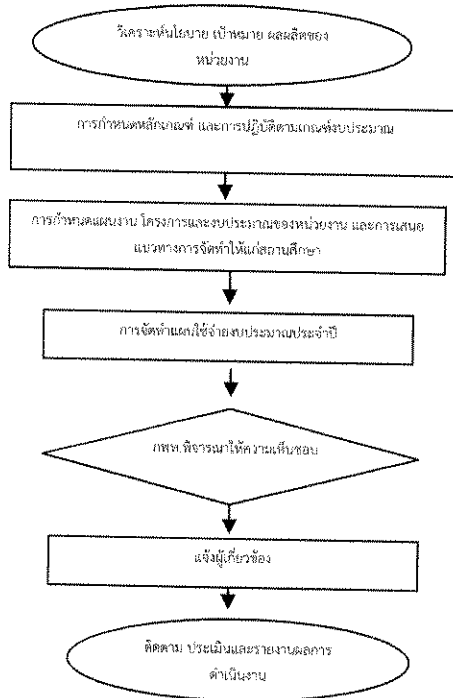 วิเคราะห์นโยบาย เป้าหมาย ผลผลิตของ
หน่วยงาน
การกำหนดหลักเกณฑ์ และการปฏิบัติตามเกณฑ์งบประมาณ
การกำหนดแผนงาน โครงการและงบประมาณของหน่วยงาน และการเสนอ
แนวทางการจัดทำให้แก่สถานศึกษา
การจัดทำแผนใช้จ่ายงบประมาณประจำปี
กพท.พิจารณาให้ความเห็นชอบ
แจ้งผู้เกี่ยวข้อง
ติดตาม ประเมินและรายงานผลการ
ดำเนินงาน